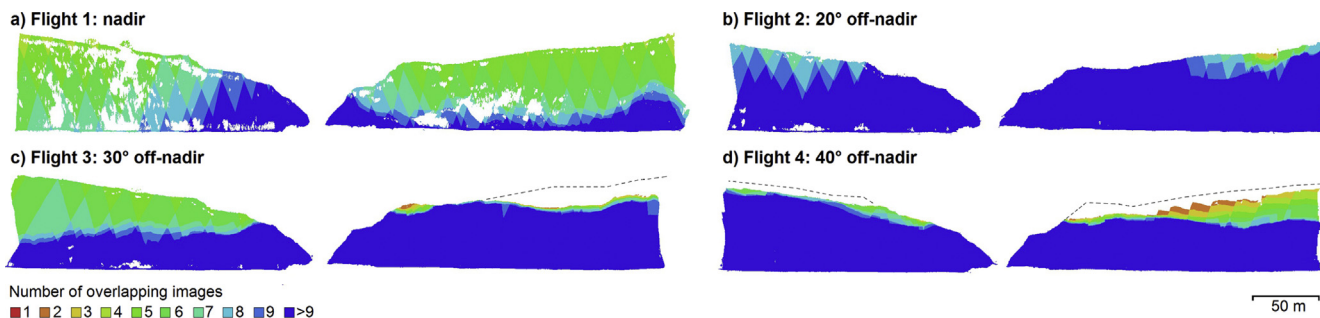 a) Flight 1: nadir
b) Flight 2: 20° off-nadir
c) Flight 3: 30° off-nadir
d) Flight 4: 40° off-nadir
Number of overlapping images
1 2 3 4 5 6 7 8 9 >9
50 m